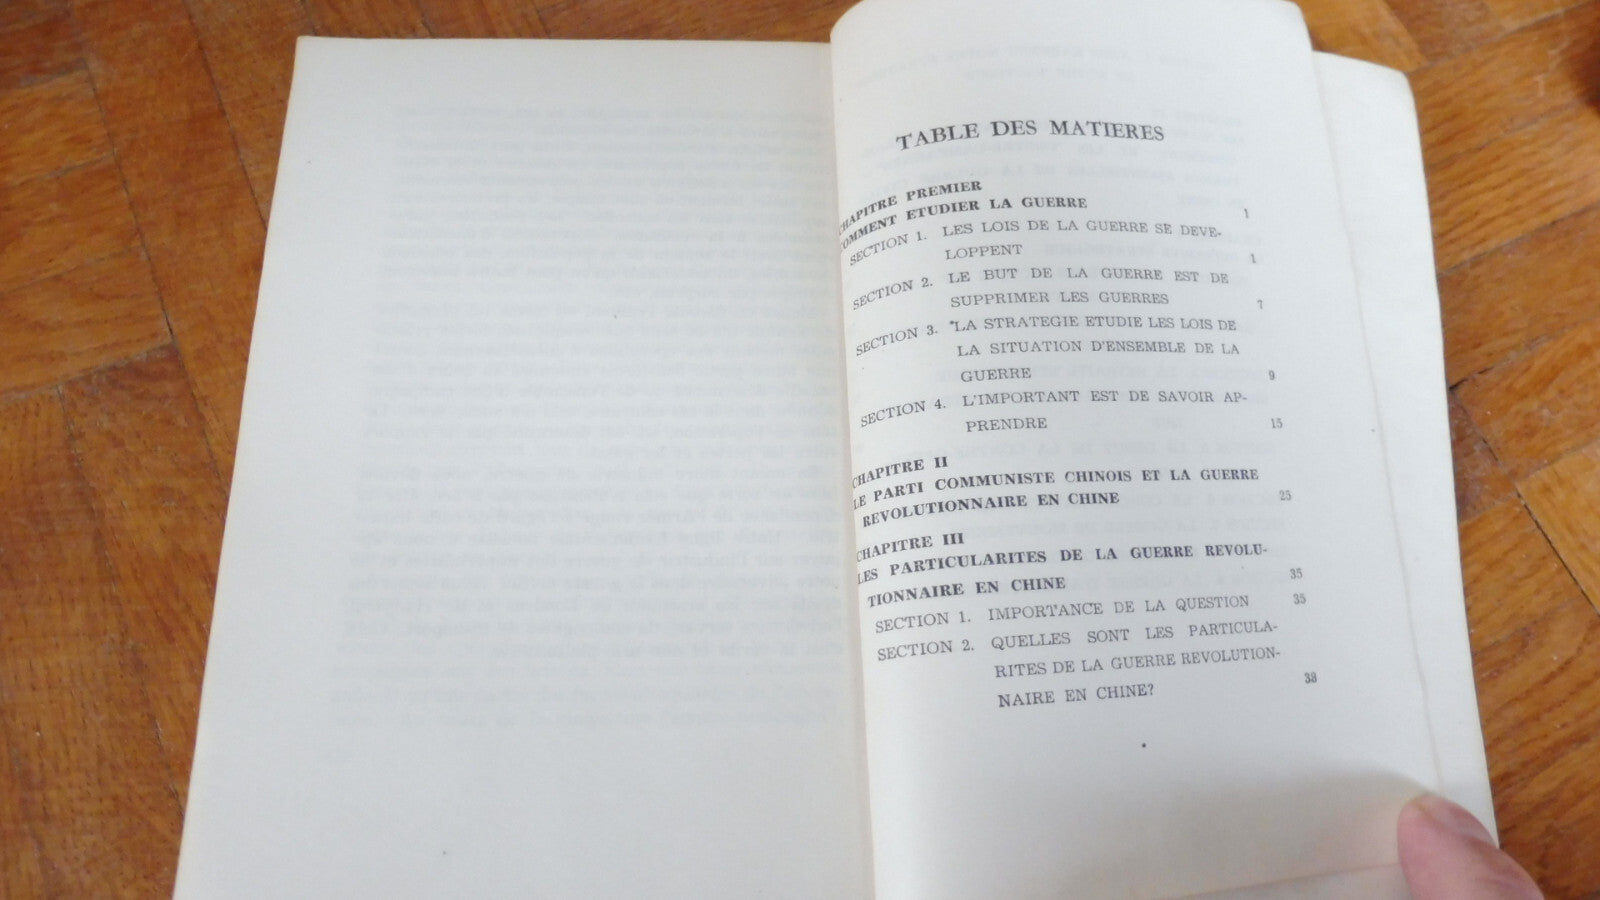 TABLE DES MATIERES
CHAPITRE PREMIER
COMMENT ETUDIER LA GUERRE 1
SECTION 1. LES LOIS DE LA GUERRE SE DEVE-
LOPPENT 1
SECTION 2. LE BUT DE LA GUERRE EST DE
SUPPRIMER LES GUERRES 7
SECTION 3. LA STRATEGIE ETUDIE LES LOIS DE
LA SITUATION D'ENSEMBLE DE LA
GUERRE 9
SECTION 4. L'IMPORTANT EST DE SAVOIR AP-
PRENDRE 15
CHAPITRE II
LE PARTI COMMUNISTE CHINOIS ET LA GUERRE
REVOLUTIONNAIRE EN CHINE 25
CHAPITRE III
LES PARTICULARITES DE LA GUERRE REVOLU-
TIONNAIRE EN CHINE 35
SECTION 1. IMPORTANCE DE LA QUESTION 35
SECTION 2. QUELLES SONT LES PARTICULA-
RITES DE LA GUERRE REVOLUTION-
NAIRE EN CHINE? 38